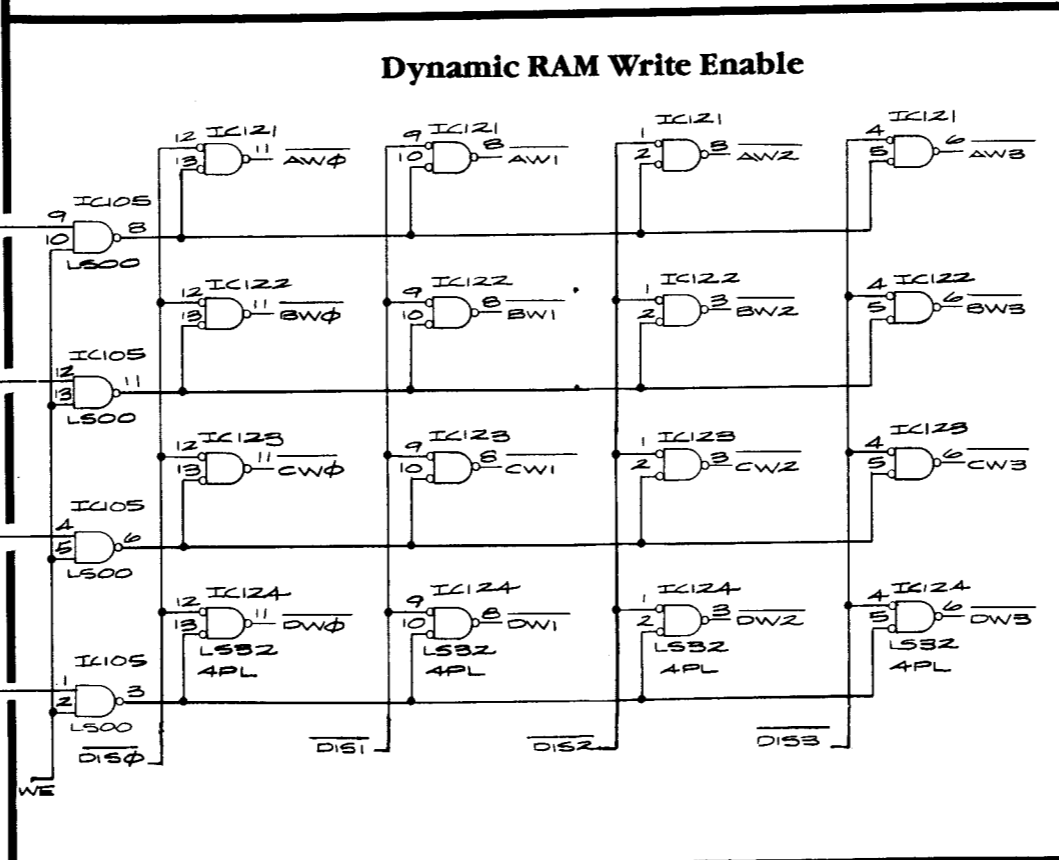 Dynamic RAM Write Enable
12 IC121 11 AWØ
13
9 IC121 8 AW1
10
1 IC121 3 AW2
2
4 IC121 6 AW3
5
IC105
9 8
10
LS00
12 IC122 11 BWØ
13
9 IC122 8 BW1
10
1 IC122 3 BW2
2
4 IC122 6 BW3
5
IC105
12 11
13
LS00
12 IC123 11 CWØ
13
9 IC123 8 CW1
10
1 IC123 3 CW2
2
4 IC123 6 CW3
5
IC105
4 6
5
LS00
12 IC124 11 DWØ
13
LS32
4PL
9 IC124 8 DW1
10
LS32
4PL
1 IC124 3 DW2
2
LS32
4PL
4 IC124 6 DW3
5
LS32
4PL
IC105
1 3
2
LS00
DISØ DIS1 DIS2 DIS3
WE